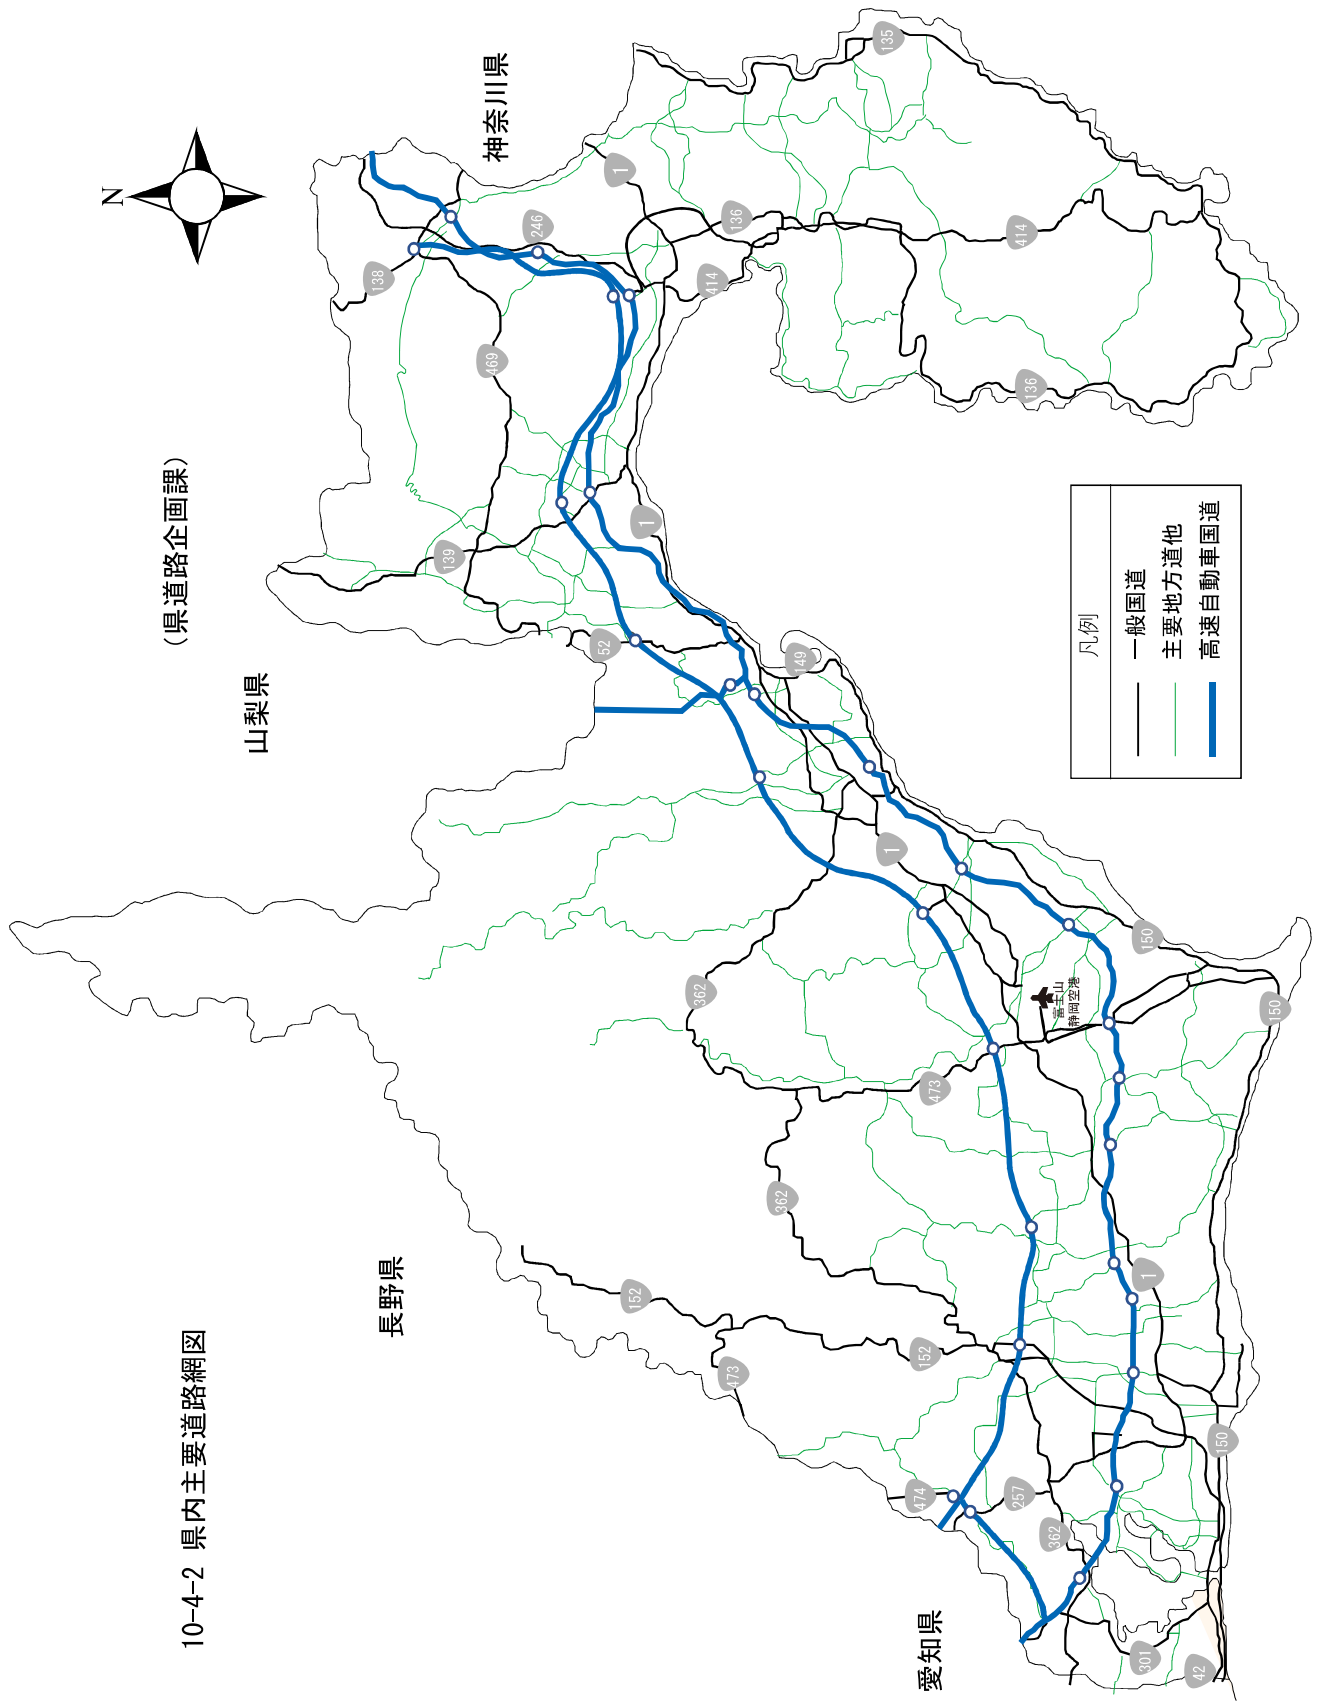 10-4-2 県内主要道路網図
(県道路企画課)
N
長野県
山梨県
神奈川県
愛知県
138
246
469
139
52
1
136
414
135
414
136
1
149
1
362
473
362
152
473
152
474
257
362
301
42
150
1
150
150
富士山
静岡空港
凡例
一般国道
主要地方道他
高速自動車国道